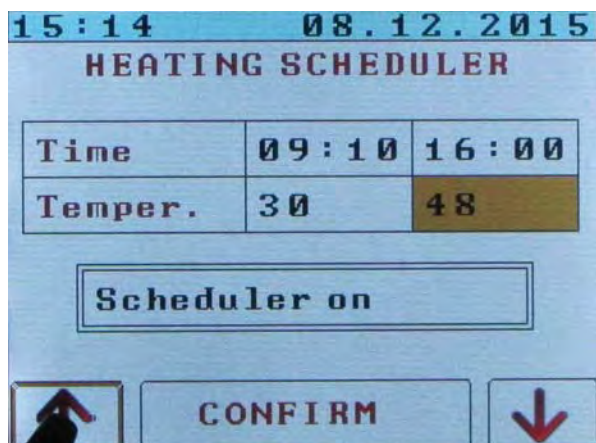 15:14 08.12.2015
HEATING SCHEDULER
Time 09:10 16:00
Temper. 30 48
Scheduler on
CONFIRM